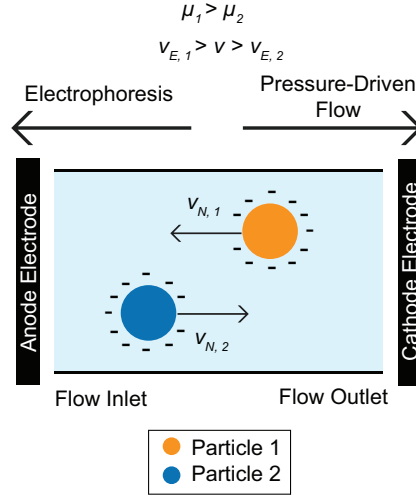 μ1 > μ2
vE, 1 > v > vE, 2
Electrophoresis
Pressure-Driven
Flow
Anode Electrode
vN, 1
- - - - - - - - - - - -
vN, 2
- - - - - - - - - - -
Cathode Electrode
Flow Inlet
Flow Outlet
Particle 1
Particle 2